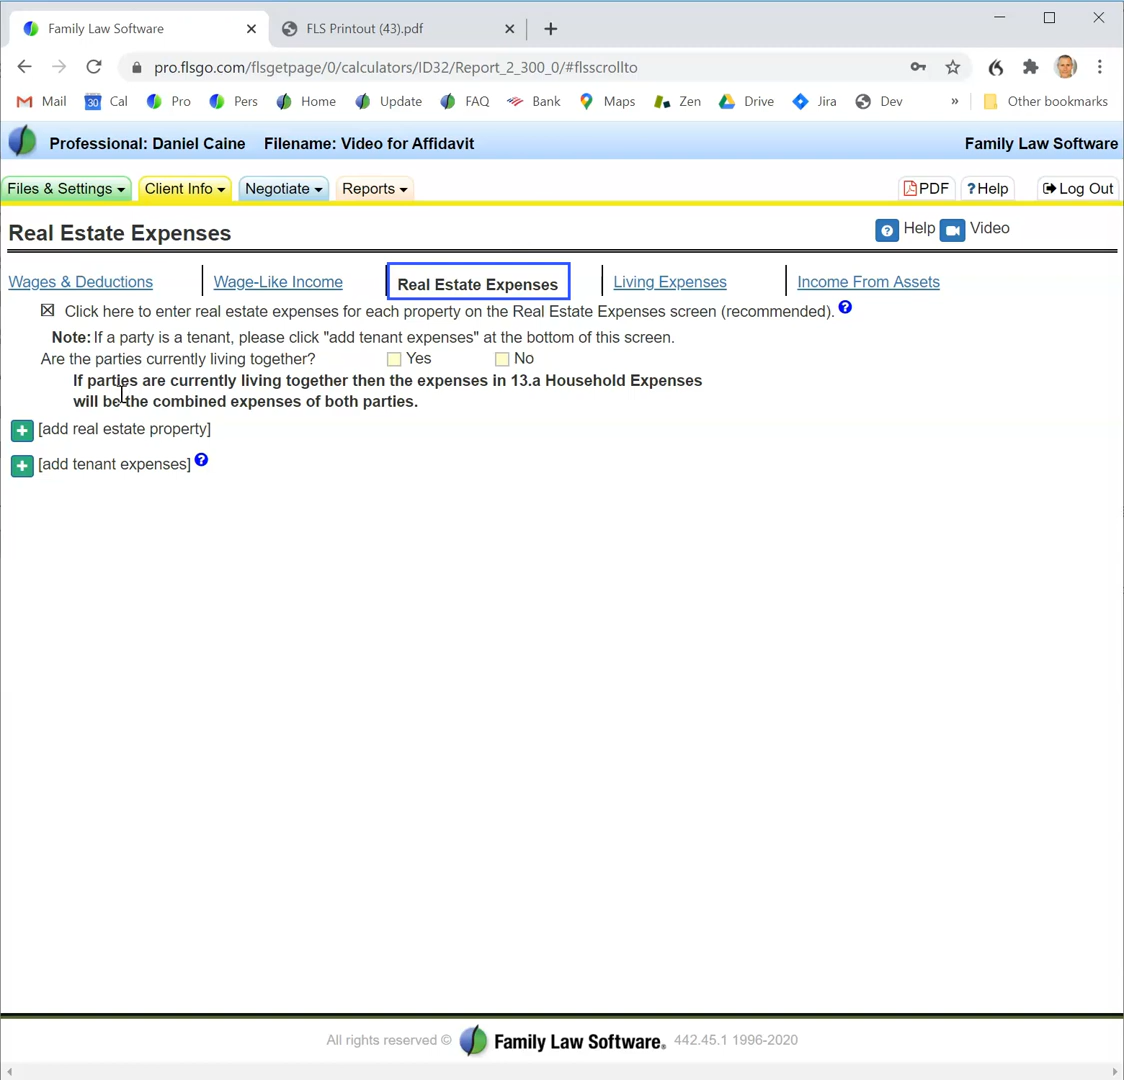 Family Law Software
FLS Printout (43).pdf
pro.flsgo.com/flsgetpage/0/calculators/ID32/Report_2_300_0/#flsscrollto
Mail 30 Cal Pro Pers Home Update FAQ Bank Maps Zen Drive Jira Dev » Other bookmarks
Professional: Daniel Caine Filename: Video for Affidavit Family Law Software
Files & Settings Client Info Negotiate Reports PDF ?Help Log Out
Real Estate Expenses ? Help Video
Wages & Deductions Wage-Like Income Real Estate Expenses Living Expenses Income From Assets
Click here to enter real estate expenses for each property on the Real Estate Expenses screen (recommended). ?
Note: If a party is a tenant, please click "add tenant expenses" at the bottom of this screen.
Are the parties currently living together? Yes No
If parties are currently living together then the expenses in 13.a Household Expenses
will be the combined expenses of both parties.
[add real estate property]
[add tenant expenses] ?
All rights reserved © Family Law Software® 442.45.1 1996-2020